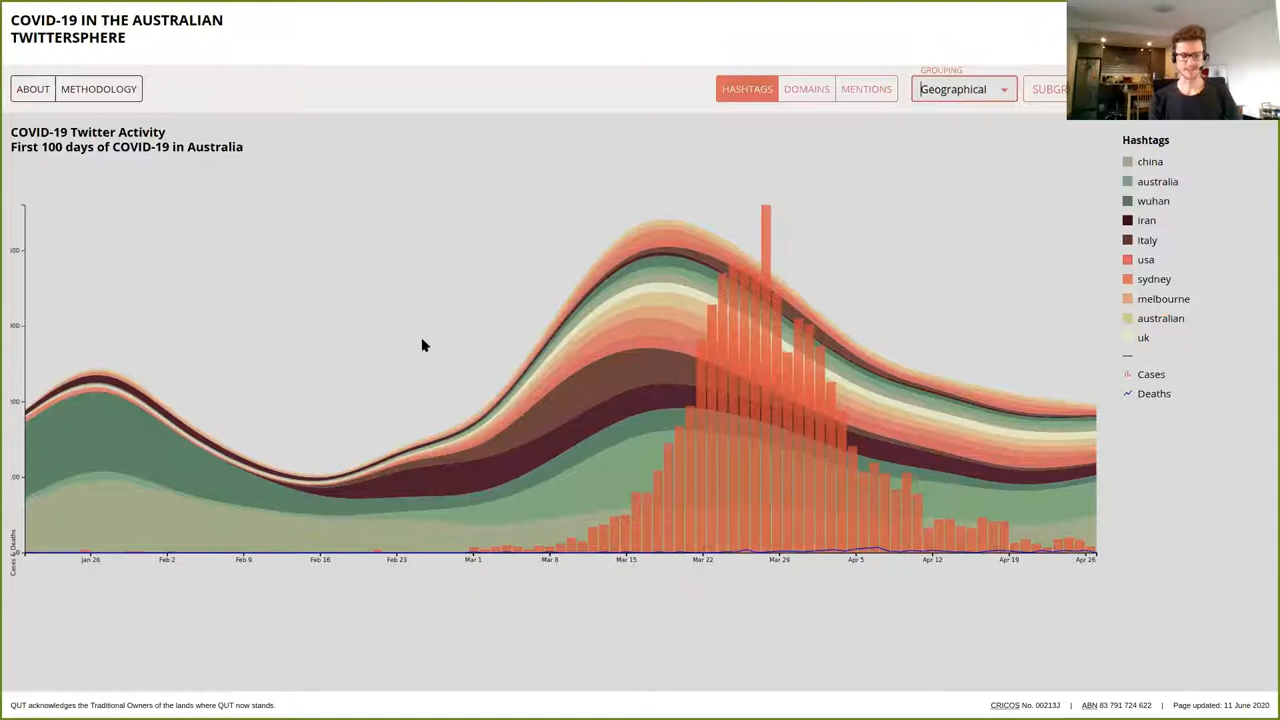 COVID-19 IN THE AUSTRALIAN
TWITTERSPHERE
ABOUT METHODOLOGY
HASHTAGS DOMAINS MENTIONS
GROUPING
Geographical
SUBGR
COVID-19 Twitter Activity
First 100 days of COVID-19 in Australia
Hashtags
china
australia
wuhan
iran
italy
usa
sydney
melbourne
australian
uk
Cases
Deaths
Cases & Deaths
Jan 26 Feb 2 Feb 9 Feb 16 Feb 23 Mar 1 Mar 8 Mar 15 Mar 22 Mar 29 Apr 5 Apr 12 Apr 19 Apr 26
QUT acknowledges the Traditional Owners of the lands where QUT now stands.
CRICOS No. 00213J | ABN 83 791 724 622 | Page updated: 11 June 2020